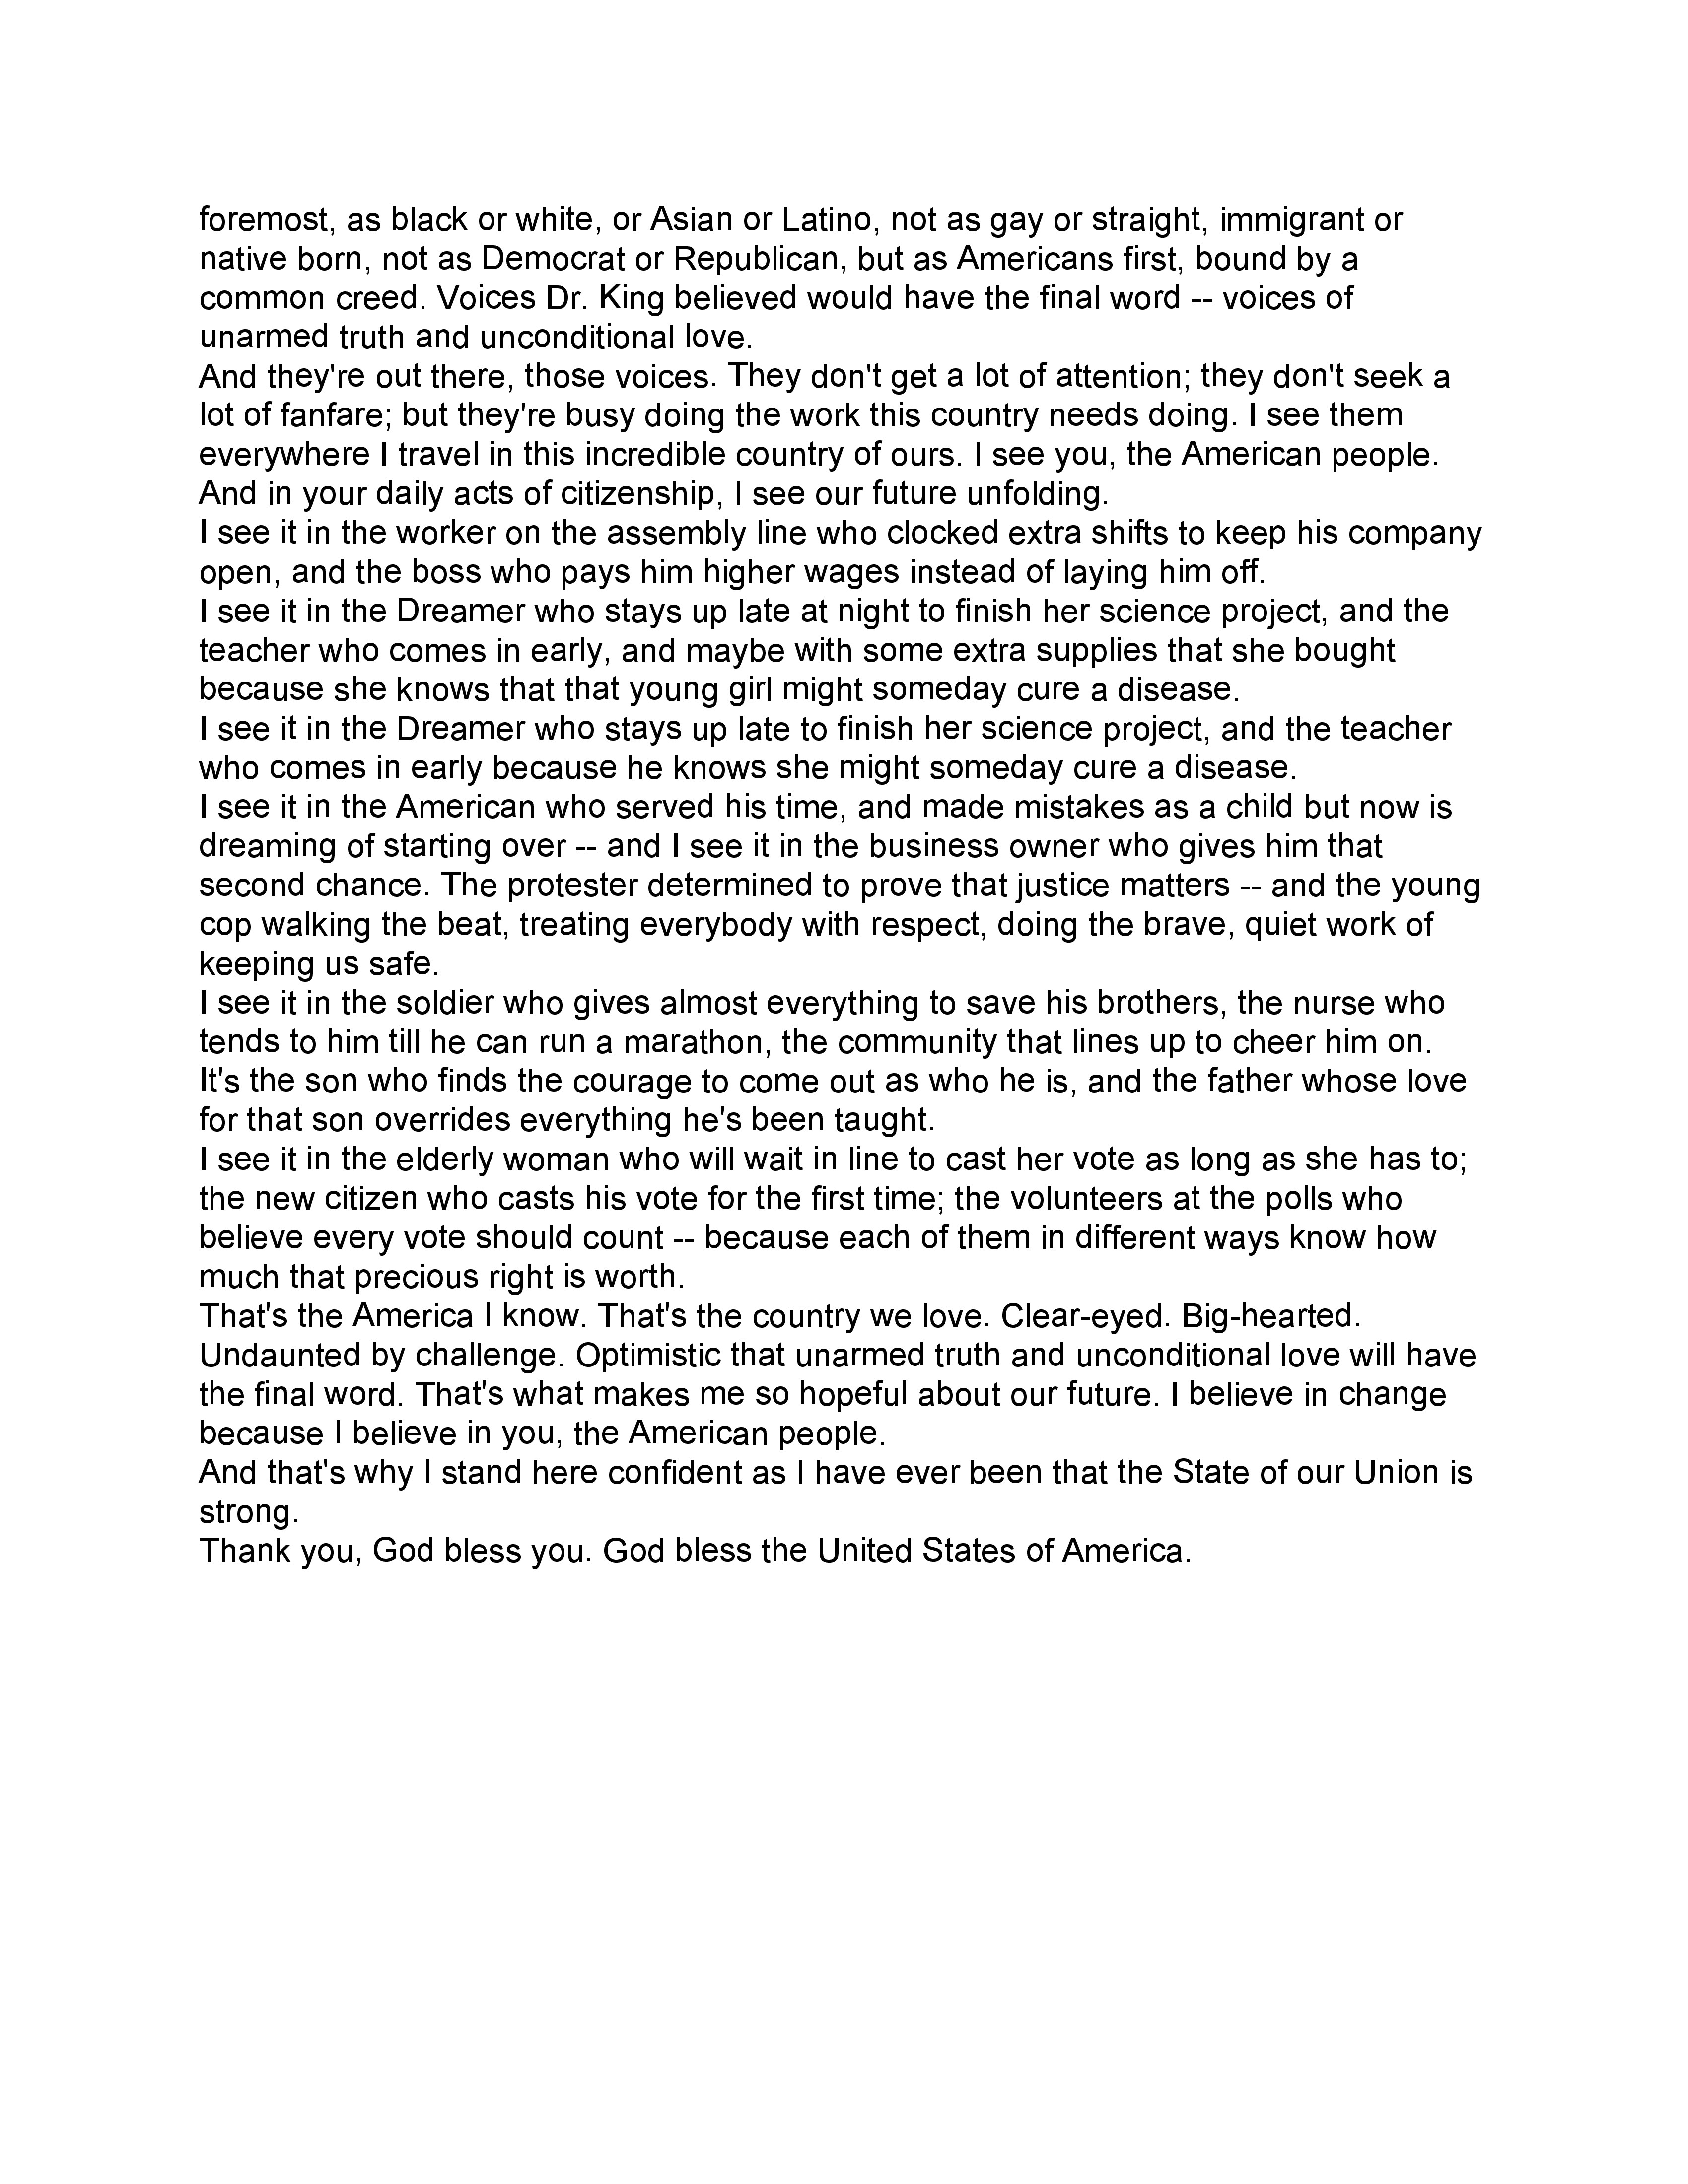 foremost, as black or white, or Asian or Latino, not as gay or straight, immigrant or
native born, not as Democrat or Republican, but as Americans first, bound by a
common creed. Voices Dr. King believed would have the final word -- voices of
unarmed truth and unconditional love.
And they're out there, those voices. They don't get a lot of attention; they don't seek a
lot of fanfare; but they're busy doing the work this country needs doing. I see them
everywhere I travel in this incredible country of ours. I see you, the American people.
And in your daily acts of citizenship, I see our future unfolding.
I see it in the worker on the assembly line who clocked extra shifts to keep his company
open, and the boss who pays him higher wages instead of laying him off.
I see it in the Dreamer who stays up late at night to finish her science project, and the
teacher who comes in early, and maybe with some extra supplies that she bought
because she knows that that young girl might someday cure a disease.
I see it in the Dreamer who stays up late to finish her science project, and the teacher
who comes in early because he knows she might someday cure a disease.
I see it in the American who served his time, and made mistakes as a child but now is
dreaming of starting over -- and I see it in the business owner who gives him that
second chance. The protester determined to prove that justice matters -- and the young
cop walking the beat, treating everybody with respect, doing the brave, quiet work of
keeping us safe.
I see it in the soldier who gives almost everything to save his brothers, the nurse who
tends to him till he can run a marathon, the community that lines up to cheer him on.
It's the son who finds the courage to come out as who he is, and the father whose love
for that son overrides everything he's been taught.
I see it in the elderly woman who will wait in line to cast her vote as long as she has to;
the new citizen who casts his vote for the first time; the volunteers at the polls who
believe every vote should count -- because each of them in different ways know how
much that precious right is worth.
That's the America I know. That's the country we love. Clear-eyed. Big-hearted.
Undaunted by challenge. Optimistic that unarmed truth and unconditional love will have
the final word. That's what makes me so hopeful about our future. I believe in change
because I believe in you, the American people.
And that's why I stand here confident as I have ever been that the State of our Union is
strong.
Thank you, God bless you. God bless the United States of America.